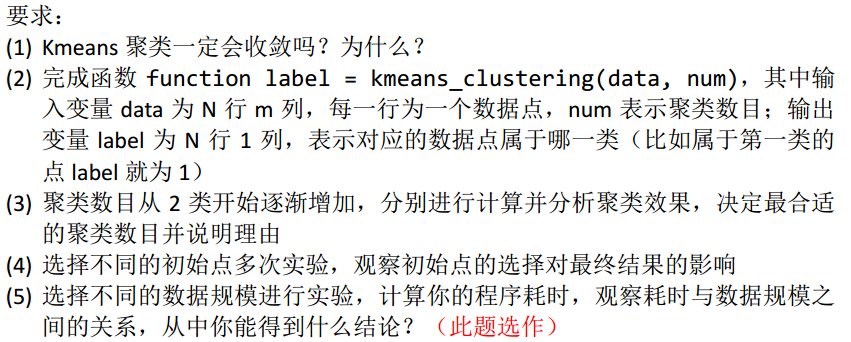 要求：
(1) Kmeans 聚类一定会收敛吗？为什么？
(2) 完成函数 function label = kmeans_clustering(data, num)，其中输
入变量 data 为 N 行 m 列，每一行为一个数据点，num 表示聚类数目；输出
变量 label 为 N 行 1 列，表示对应的数据点属于哪一类（比如属于第一类的
点 label 就为 1）
(3) 聚类数目从 2 类开始逐渐增加，分别进行计算并分析聚类效果，决定最合适
的聚类数目并说明理由
(4) 选择不同的初始点多次实验，观察初始点的选择对最终结果的影响
(5) 选择不同的数据规模进行实验，计算你的程序耗时，观察耗时与数据规模之
间的关系，从中你能得到什么结论？（此题选作）